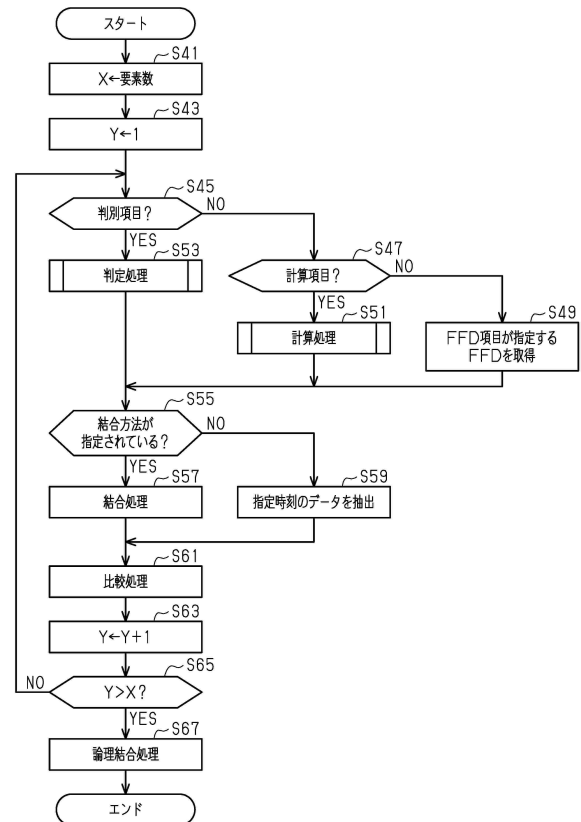 スタート
S41
X←要素数
S43
Y←1
S45
判別項目?
NO
YES
S53
判定処理
S47
計算項目?
NO
YES
S51
計算処理
S49
FFD項目が指定する
FFDを取得
S55
結合方法が
指定されている?
NO
YES
S57
結合処理
S59
指定時刻のデータを抽出
S61
比較処理
S63
Y←Y+1
S65
Y>X?
NO
YES
S67
論理結合処理
エンド